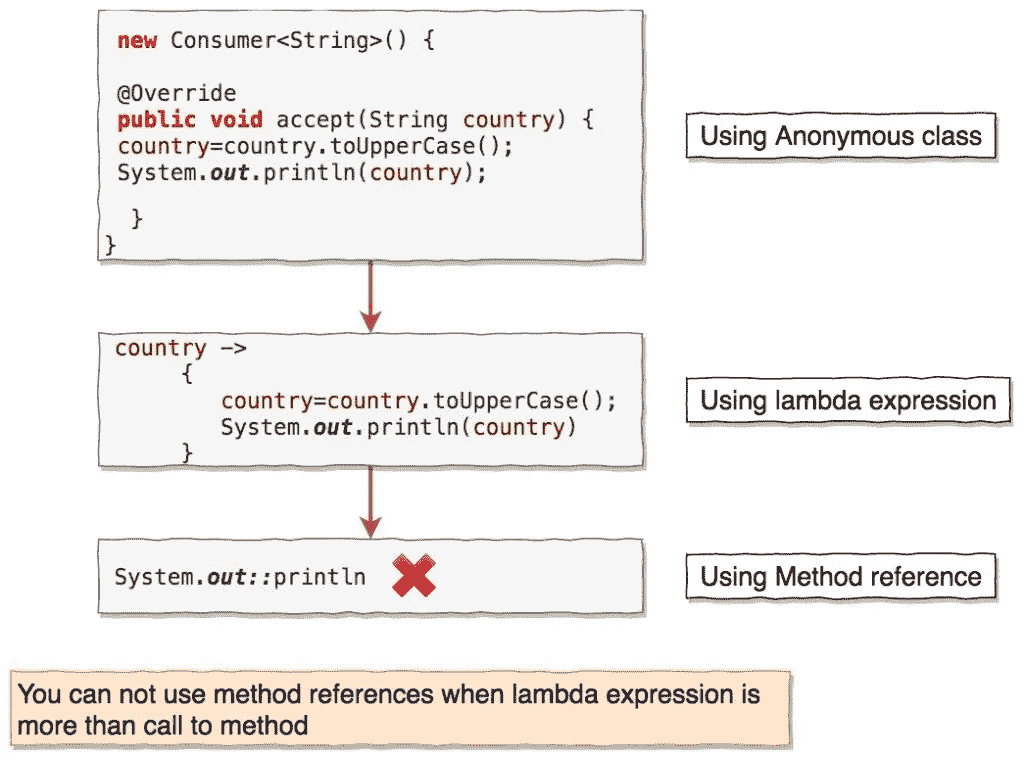 new Consumer<String>() {
@Override
public void accept(String country) {
country=country.toUpperCase();
System.out.println(country);
}
}
Using Anonymous class
country ->
{
country=country.toUpperCase();
System.out.println(country)
}
Using lambda expression
System.out::println
Using Method reference
You can not use method references when lambda expression is
more than call to method